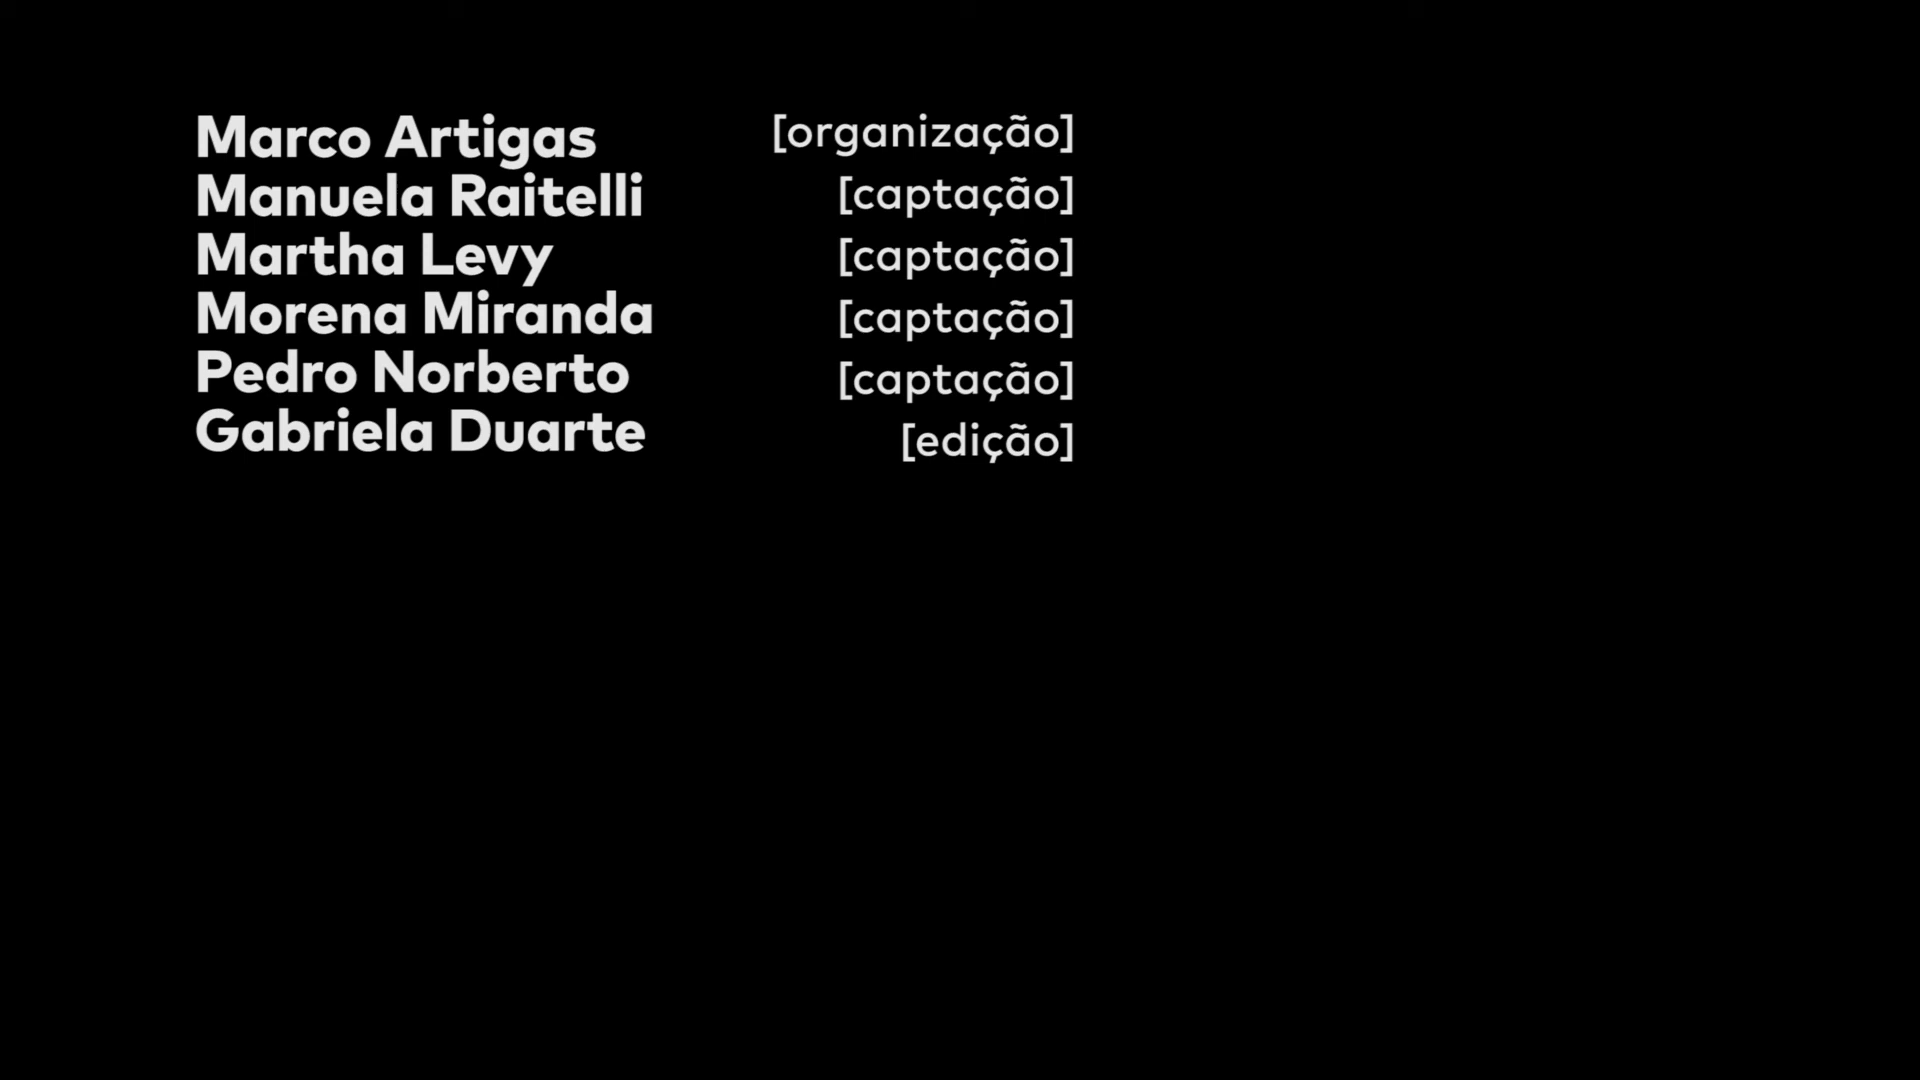 Marco Artigas [organização]
Manuela Raitelli [captação]
Martha Levy [captação]
Morena Miranda [captação]
Pedro Norberto [captação]
Gabriela Duarte [edição]